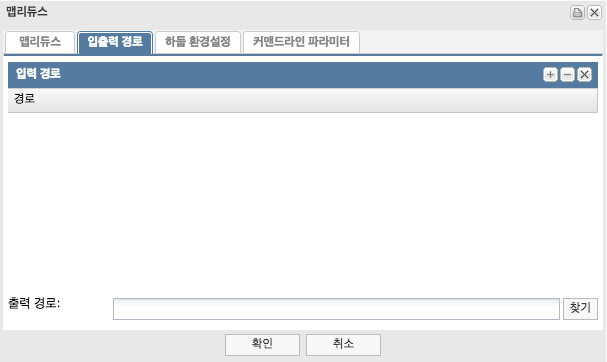 맵리듀스
맵리듀스 입출력 경로 하둡 환경설정 커맨드라인 파라미터
입력 경로
경로
출력 경로: 찾기
확인 취소